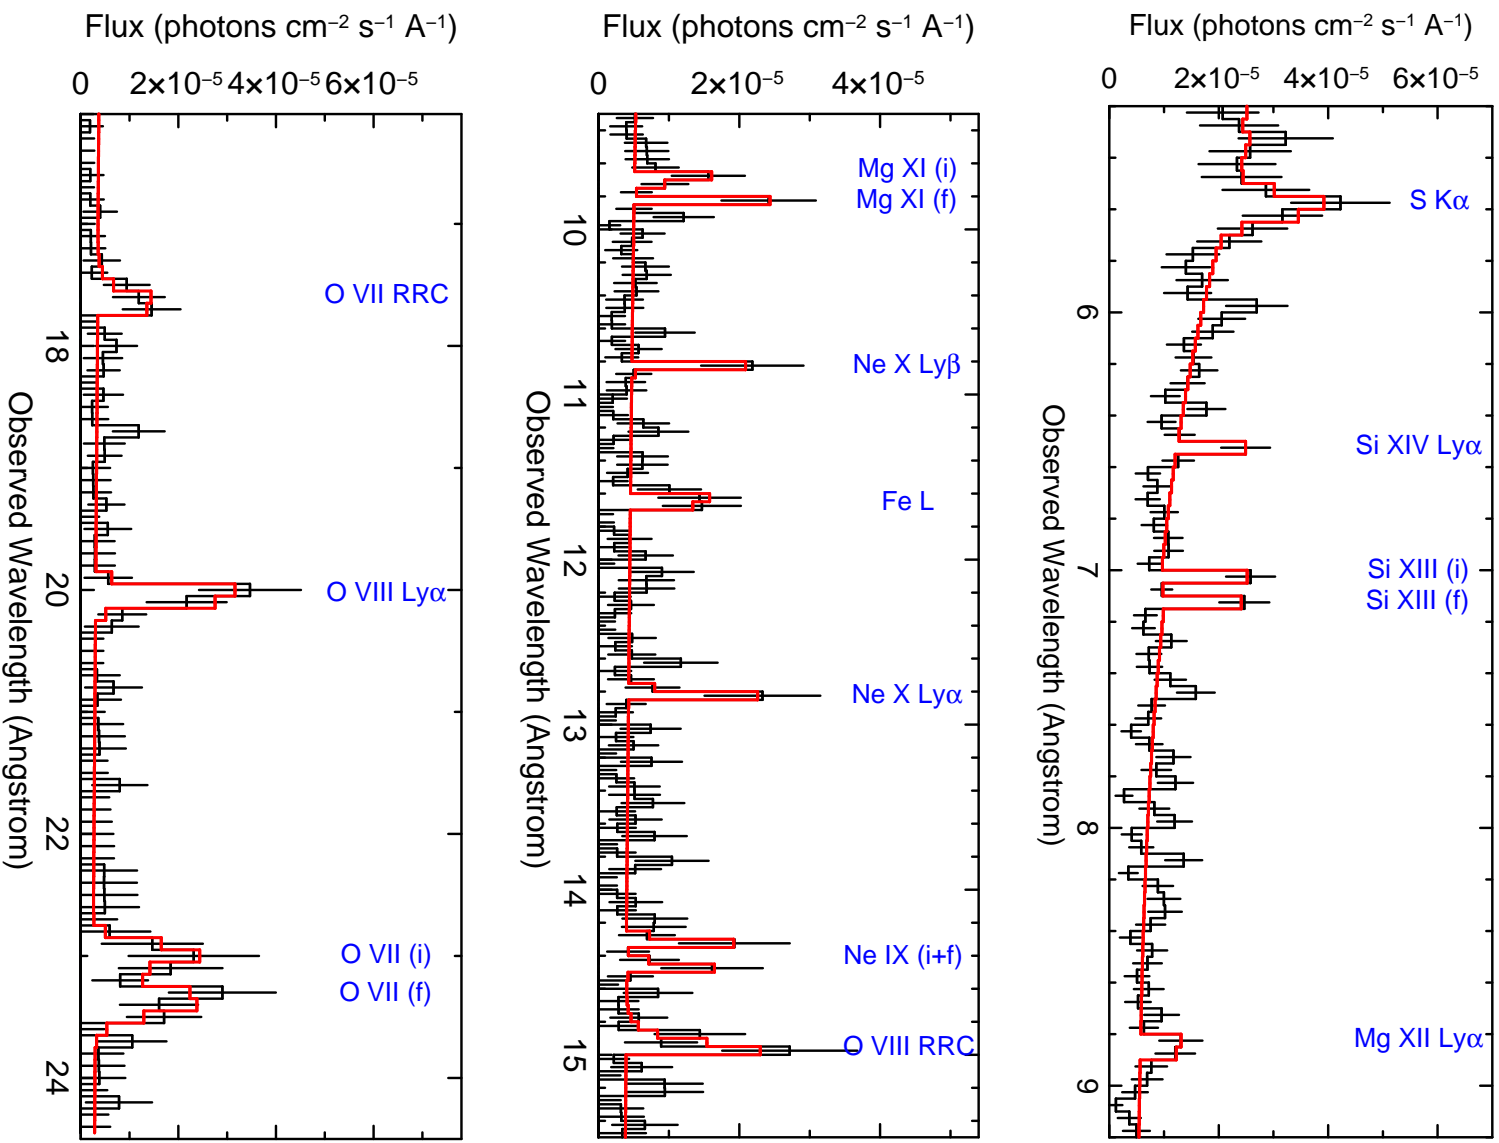 Flux (photons cm−2 s−1 A−1)
0 2×10−5 4×10−5 6×10−5
O VII RRC
O VIII Lyα
O VII (i)
O VII (f)
18
20
22
24
Observed Wavelength (Angstrom)
Flux (photons cm−2 s−1 A−1)
0 2×10−5 4×10−5
Mg XI (i)
Mg XI (f)
Ne X Lyβ
Fe L
Ne X Lyα
Ne IX (i+f)
O VIII RRC
10
11
12
13
14
15
Observed Wavelength (Angstrom)
Flux (photons cm−2 s−1 A−1)
0 2×10−5 4×10−5 6×10−5
S Kα
Si XIV Lyα
Si XIII (i)
Si XIII (f)
Mg XII Lyα
6
7
8
9
Observed Wavelength (Angstrom)